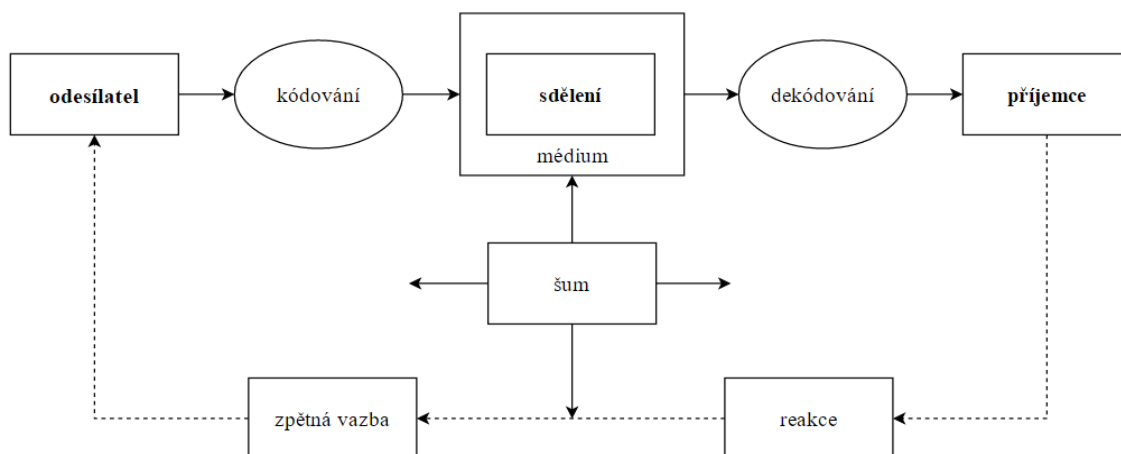 odesílatel
kódování
sdělení
médium
dekódování
příjemce
šum
zpětná vazba
reakce